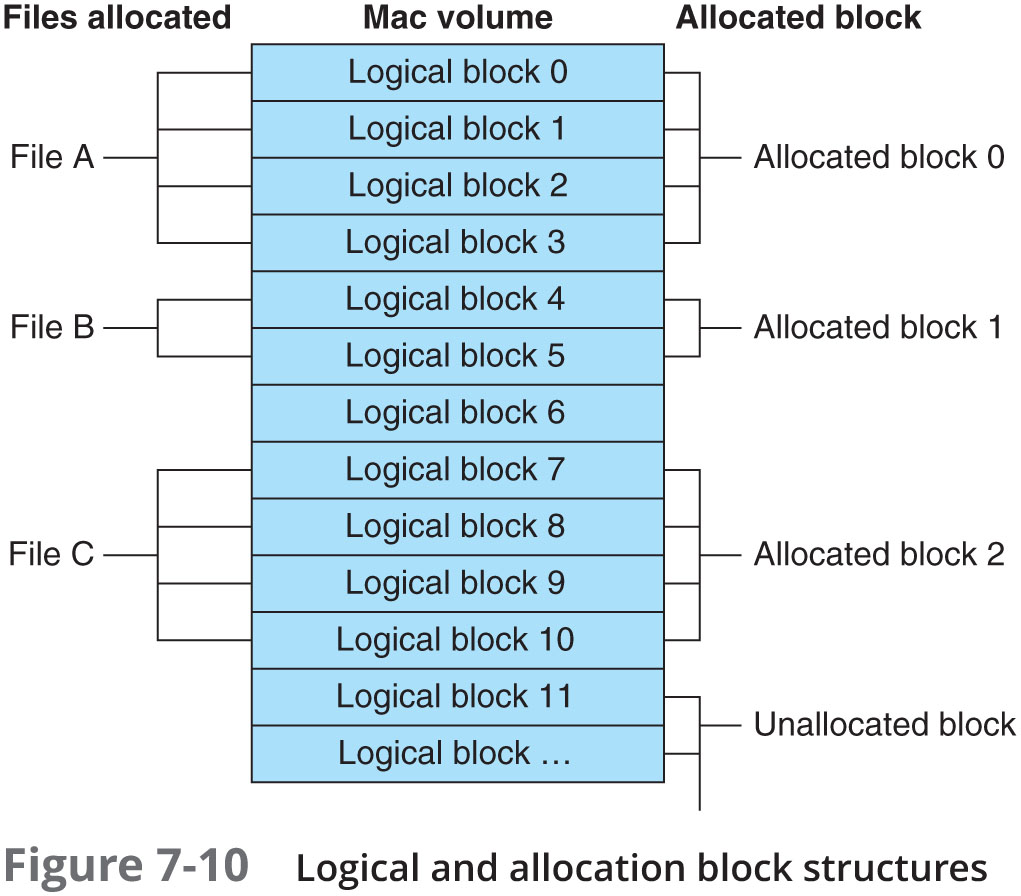 Files allocated Mac volume Allocated block
Logical block 0
Logical block 1
File A Allocated block 0
Logical block 2
Logical block 3
Logical block 4
File B Allocated block 1
Logical block 5
Logical block 6
Logical block 7
Logical block 8
File C Allocated block 2
Logical block 9
Logical block 10
Logical block 11
Unallocated block
Logical block …
Figure 7-10 Logical and allocation block structures